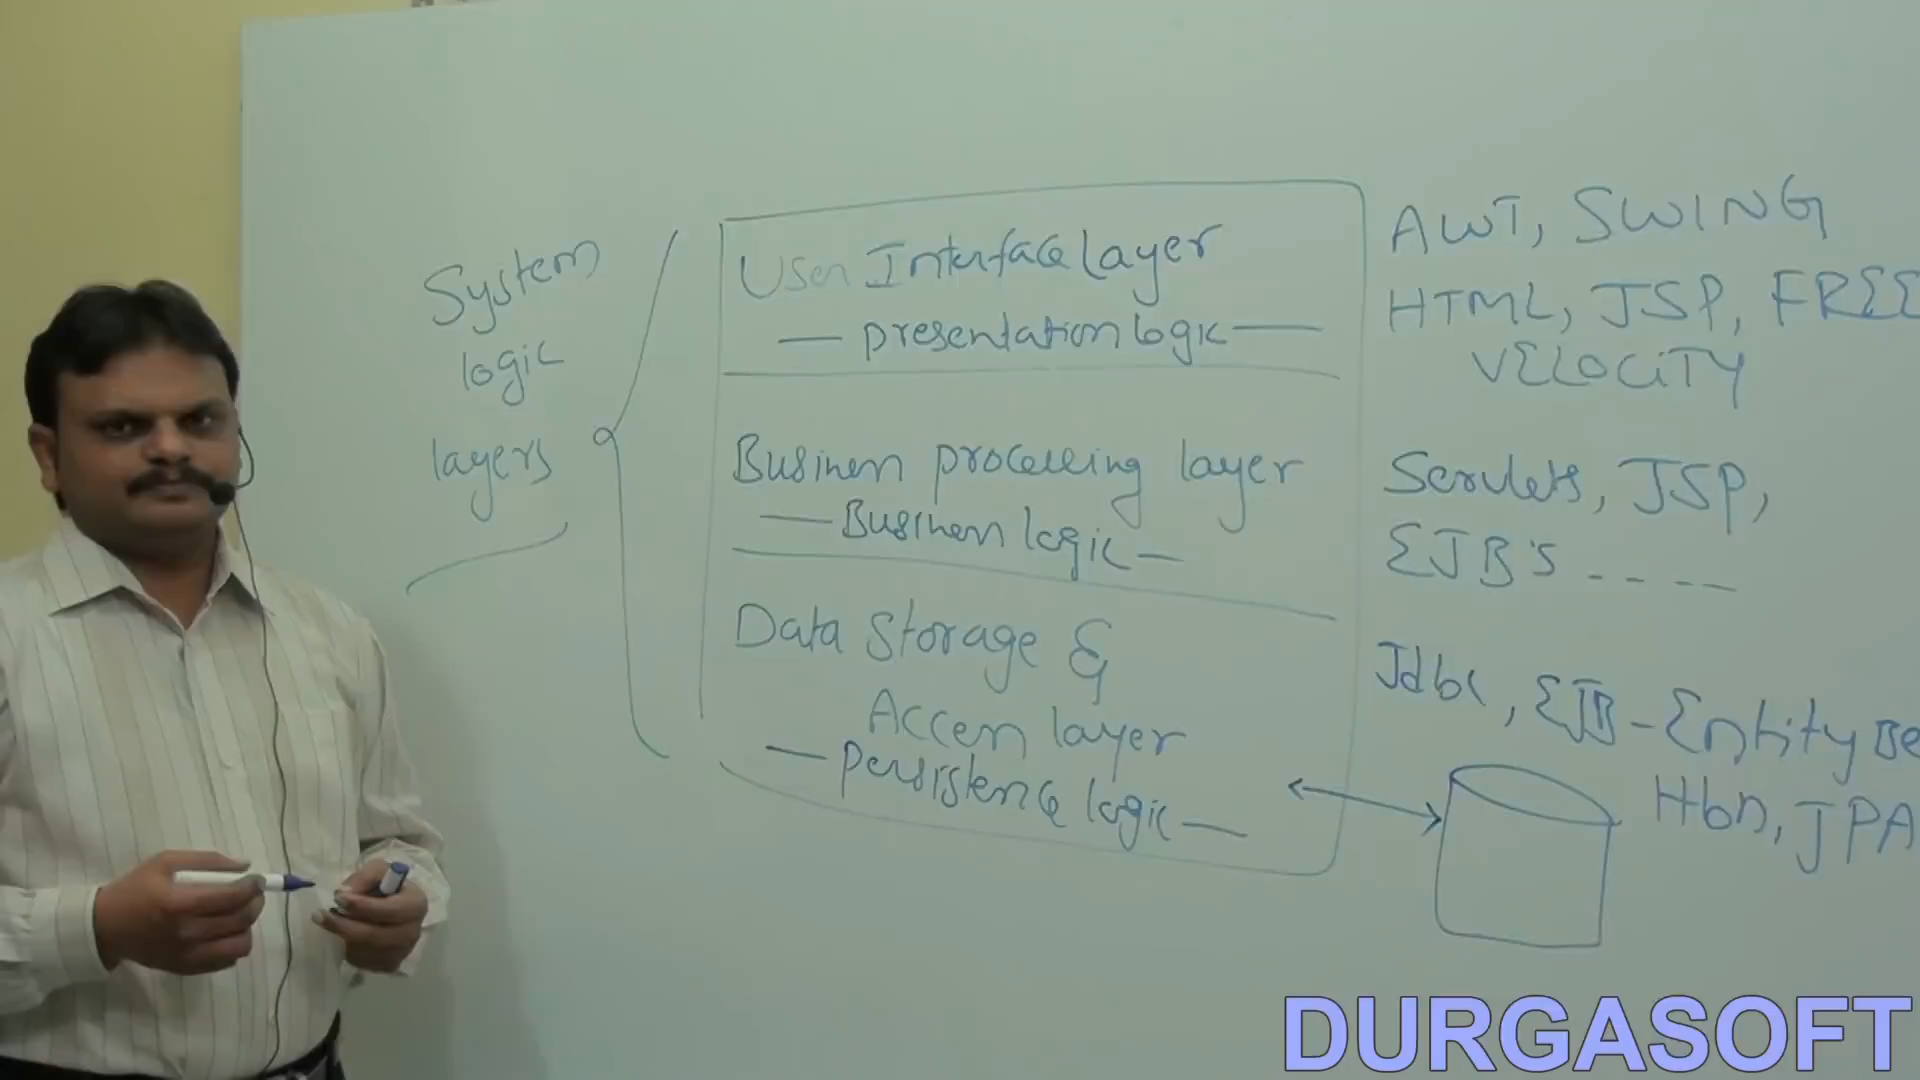 System
logic
layers
User Interface Layer
— presentation logic —
Business processing layer
— Business logic —
Data Storage &
Access layer
— persistence logic —
AWT, SWING
HTML, JSP, FREE
VELOCITY
Servlets, JSP,
EJB's - - - -
Jdbc, EJB - Entity Be
Hbn, JPA
DURGASOFT